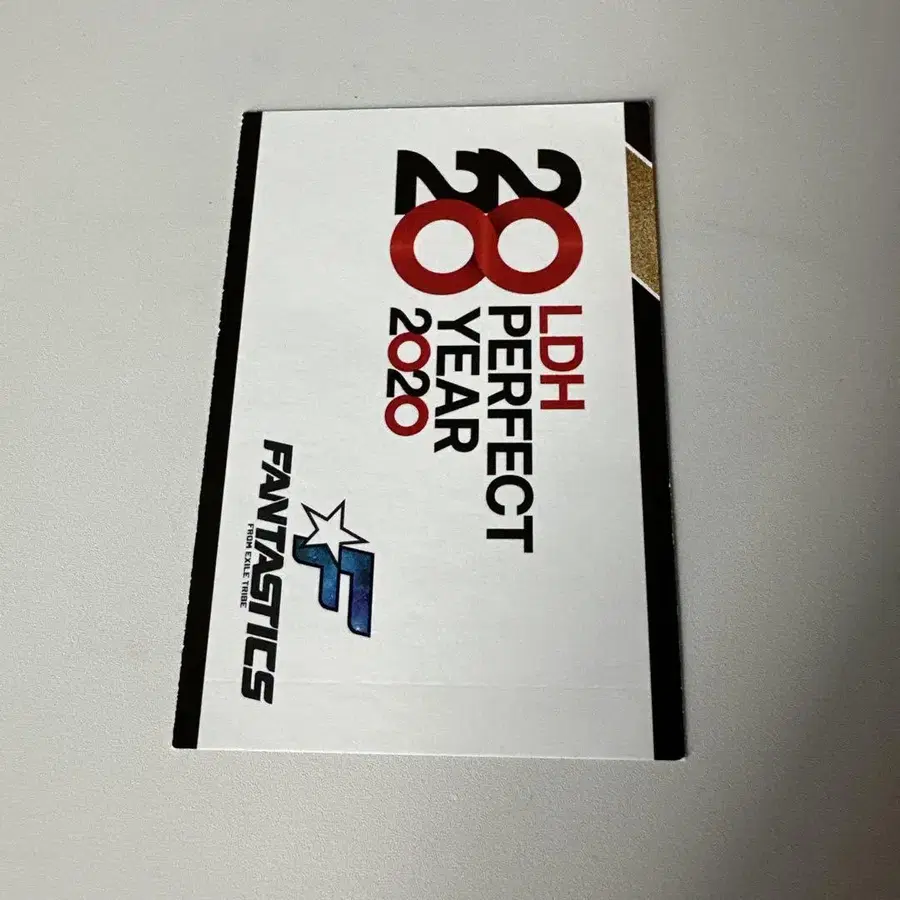 2020
LDH
PERFECT
YEAR
2020
FANTASTICS
FROM EXILE TRIBE